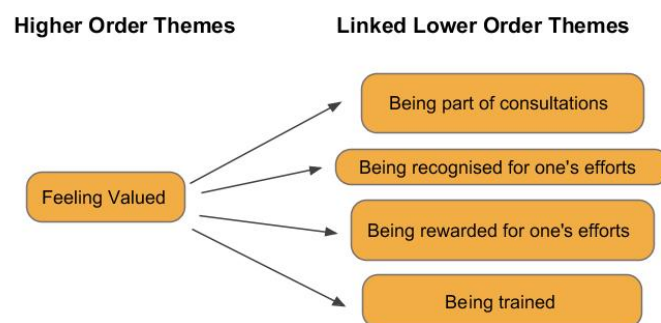 Higher Order Themes
Linked Lower Order Themes
Being part of consultations
Being recognised for one's efforts
Feeling Valued
Being rewarded for one's efforts
Being trained